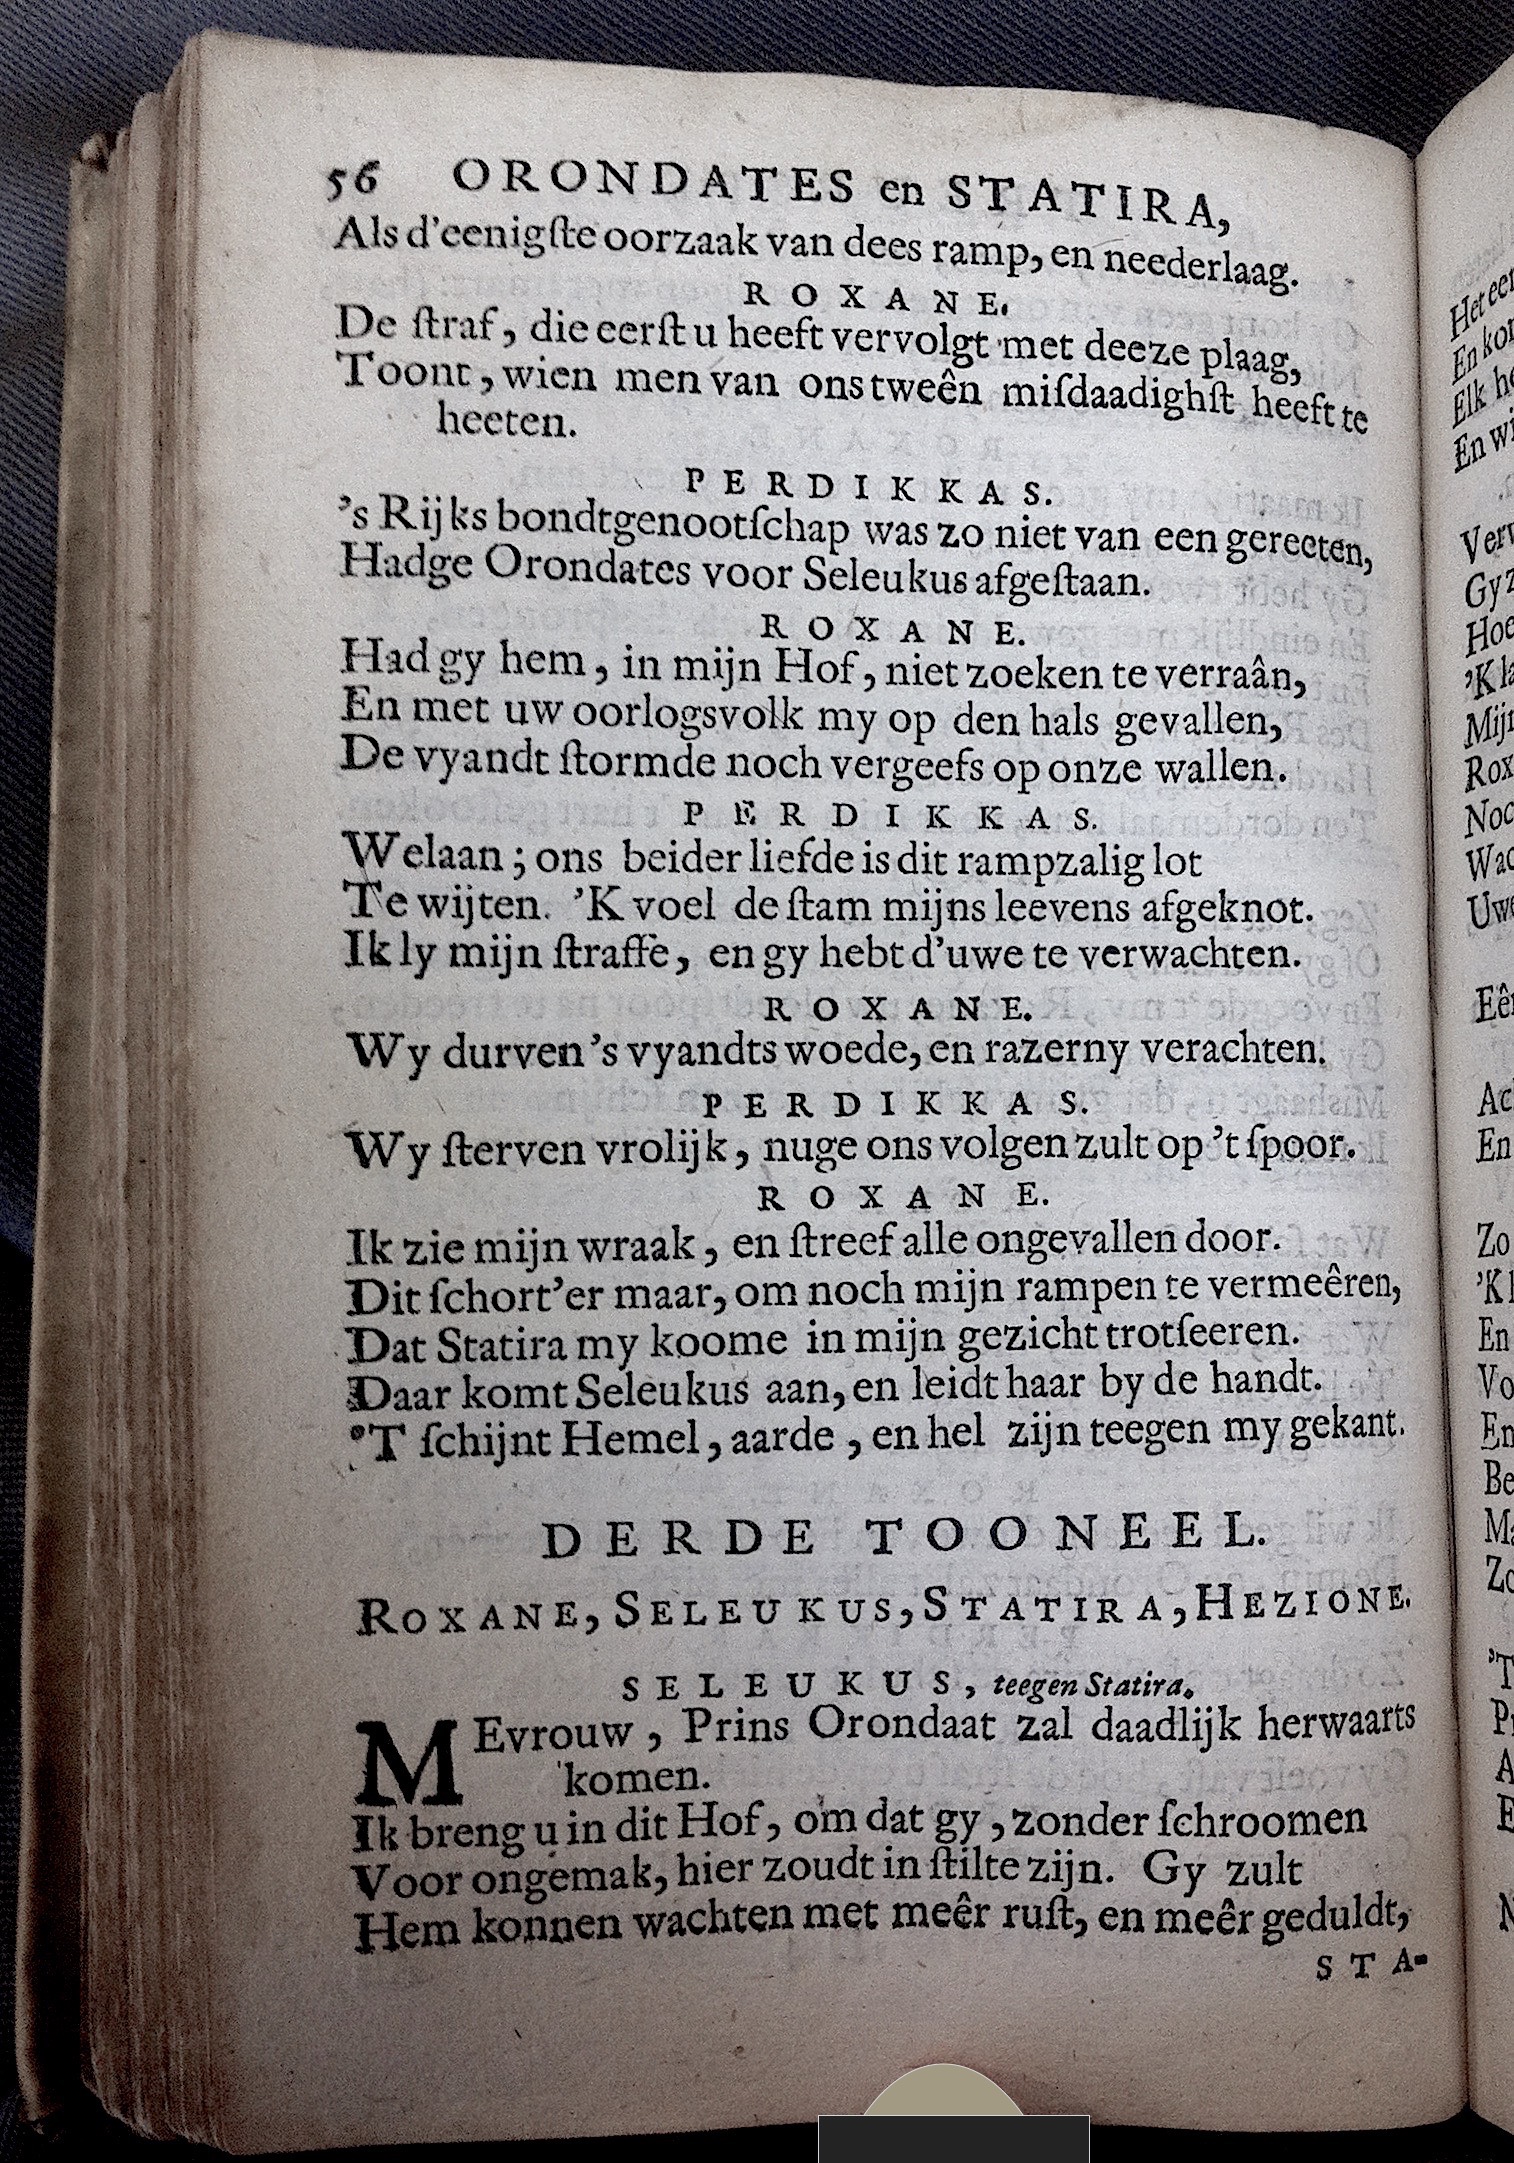 56 ORONDATES en STATIRA,
Als d'eenigſte oorzaak van dees ramp, en neederlaag.
ROXANE.
De ſtraf, die eerſt u heeft vervolgt met deeze plaag,
Toont, wien men van ons tweên miſdaadighſt heeft te
heeten.
PERDIKKAS.
's Rijks bondtgenootſchap was zo niet van een gereeten,
Hadge Orondates voor Seleukus afgeſtaan.
ROXANE.
Had gy hem, in mijn Hof, niet zoeken te verraân,
En met uw oorlogsvolk my op den hals gevallen,
De vyandt ſtormde noch vergeefs op onze wallen.
PERDIKKAS.
Welaan; ons beider liefde is dit rampzalig lot
Te wijten. 'K voel de ſtam mijns leevens afgeknot.
Ik ly mijn ſtraffe, en gy hebt d'uwe te verwachten.
ROXANE.
Wy durven 's vyandts woede, en razerny verachten.
PERDIKKAS.
Wy ſterven vrolijk, nuge ons volgen zult op 't ſpoor.
ROXANE.
Ik zie mijn wraak, en ſtreef alle ongevallen door.
Dit ſchort'er maar, om noch mijn rampen te vermeêren,
Dat Statira my koome in mijn gezicht trotſeeren.
Daar komt Seleukus aan, en leidt haar by de handt.
'T ſchijnt Hemel, aarde, en hel zijn teegen my gekant.
DERDE TOONEEL.
ROXANE, SELEUKUS, STATIRA, HEZIONE.
SELEUKUS, teegen Statira.
MEvrouw, Prins Orondaat zal daadlijk herwaarts
komen.
Ik breng u in dit Hof, om dat gy, zonder ſchroomen
Voor ongemak, hier zoudt in ſtilte zijn. Gy zult
Hem konnen wachten met meêr ruſt, en meêr geduldt,
STA-